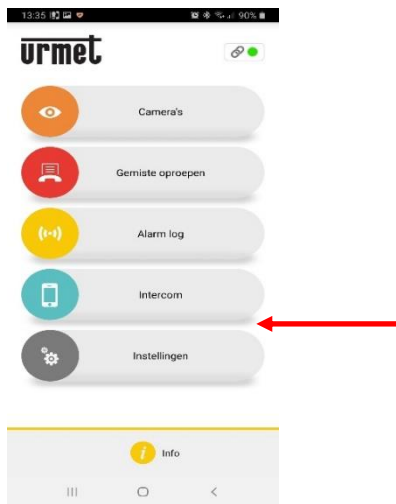 13:35 90%
urmet
Camera's
Gemiste oproepen
Alarm log
Intercom
Instellingen
i Info